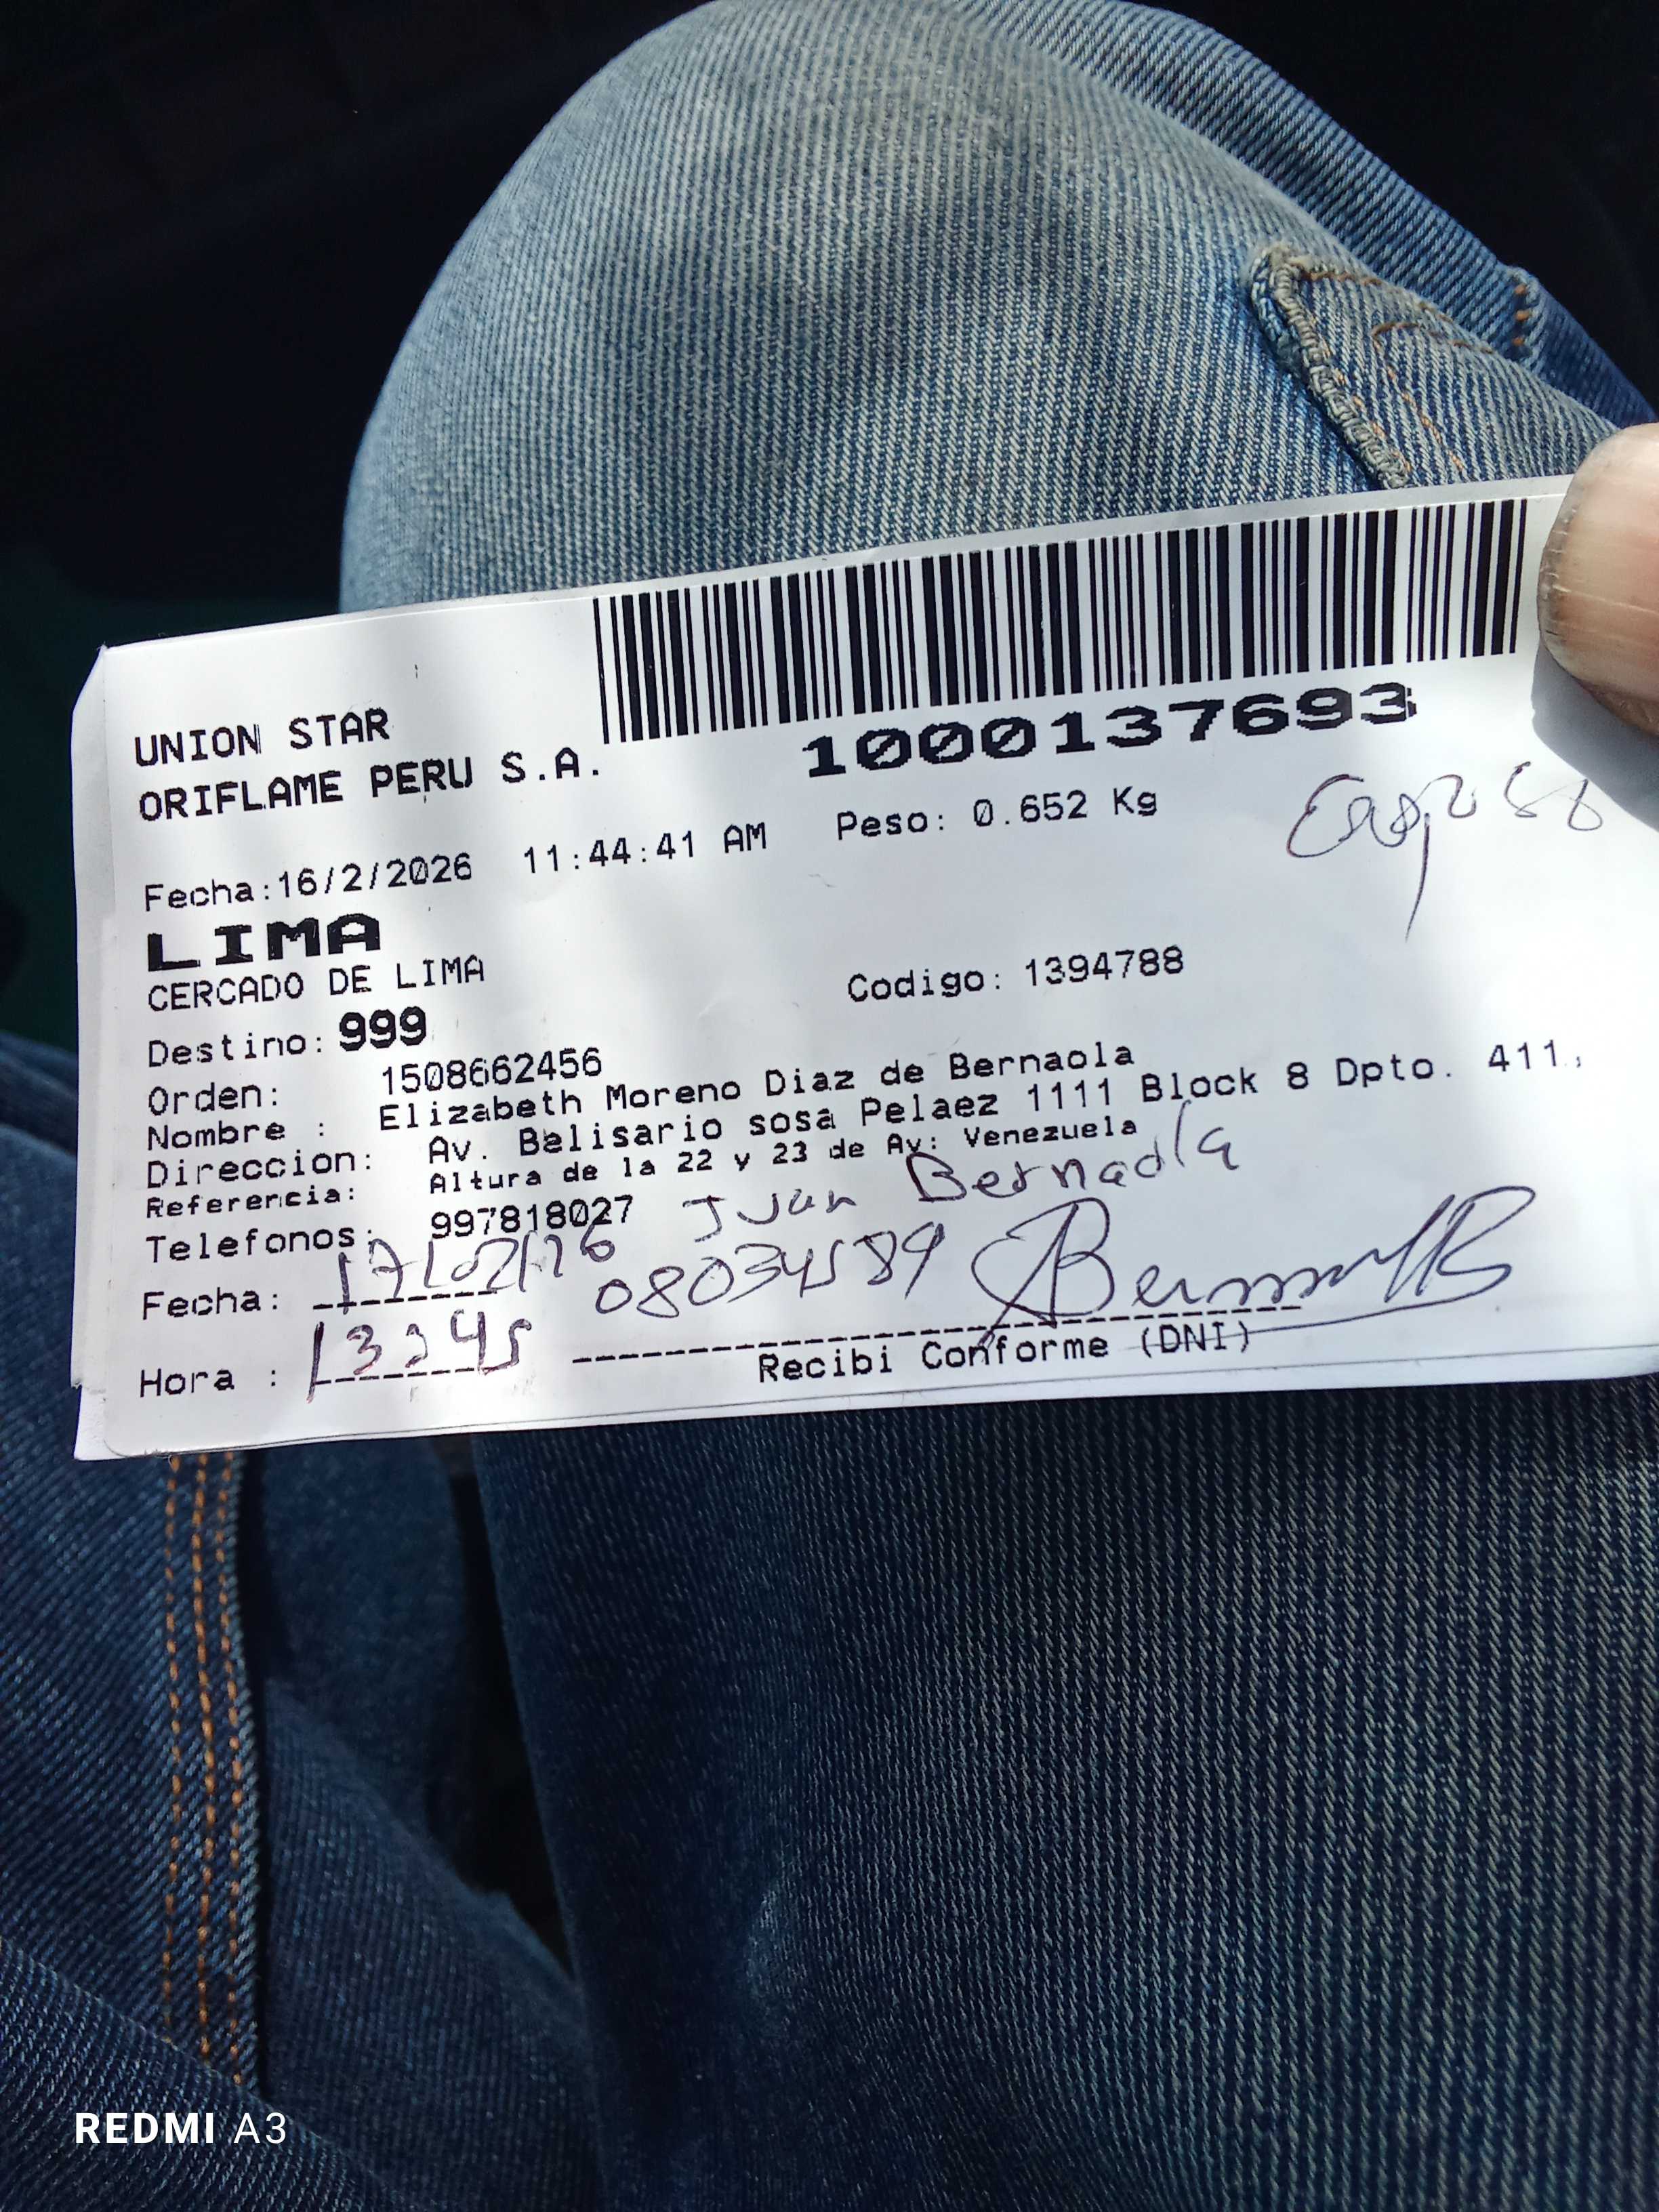 UNION STAR
ORIFLAME PERU S.A.
1000137693
Fecha:16/2/2026 11:44:41 AM Peso: 0.652 Kg
Esposo
LIMA
CERCADO DE LIMA
Destino: 999 Codigo: 1394788
Orden: 1508662456
Nombre : Elizabeth Moreno Diaz de Bernaola
Direccion: Av. Belisario sosa Pelaez 1111 Block 8 Dpto. 411,
Referencia: Altura de la 22 y 23 de Av: Venezuela
Telefonos: 997818027 Juan Bernaola
Fecha: 17/02/26 08034589
Hora :
Recibi Conforme (DNI)
REDMI A3